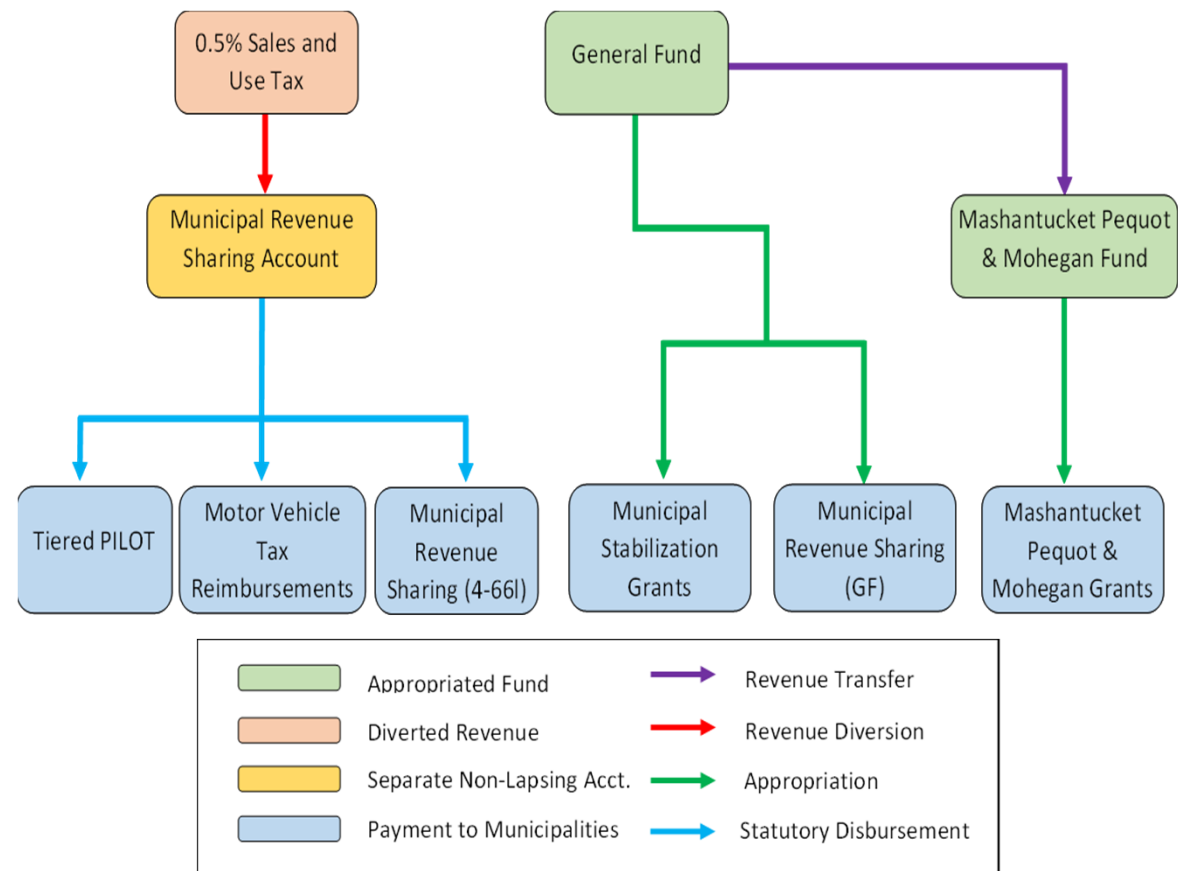 0.5% Sales and
Use Tax
General Fund
Municipal Revenue
Sharing Account
Mashantucket Pequot
& Mohegan Fund
Tiered PILOT
Motor Vehicle
Tax
Reimbursements
Municipal
Revenue
Sharing (4-66l)
Municipal
Stabilization
Grants
Municipal
Revenue Sharing
(GF)
Mashantucket
Pequot &
Mohegan Grants
Appropriated Fund
Revenue Transfer
Diverted Revenue
Revenue Diversion
Separate Non-Lapsing Acct.
Appropriation
Payment to Municipalities
Statutory Disbursement